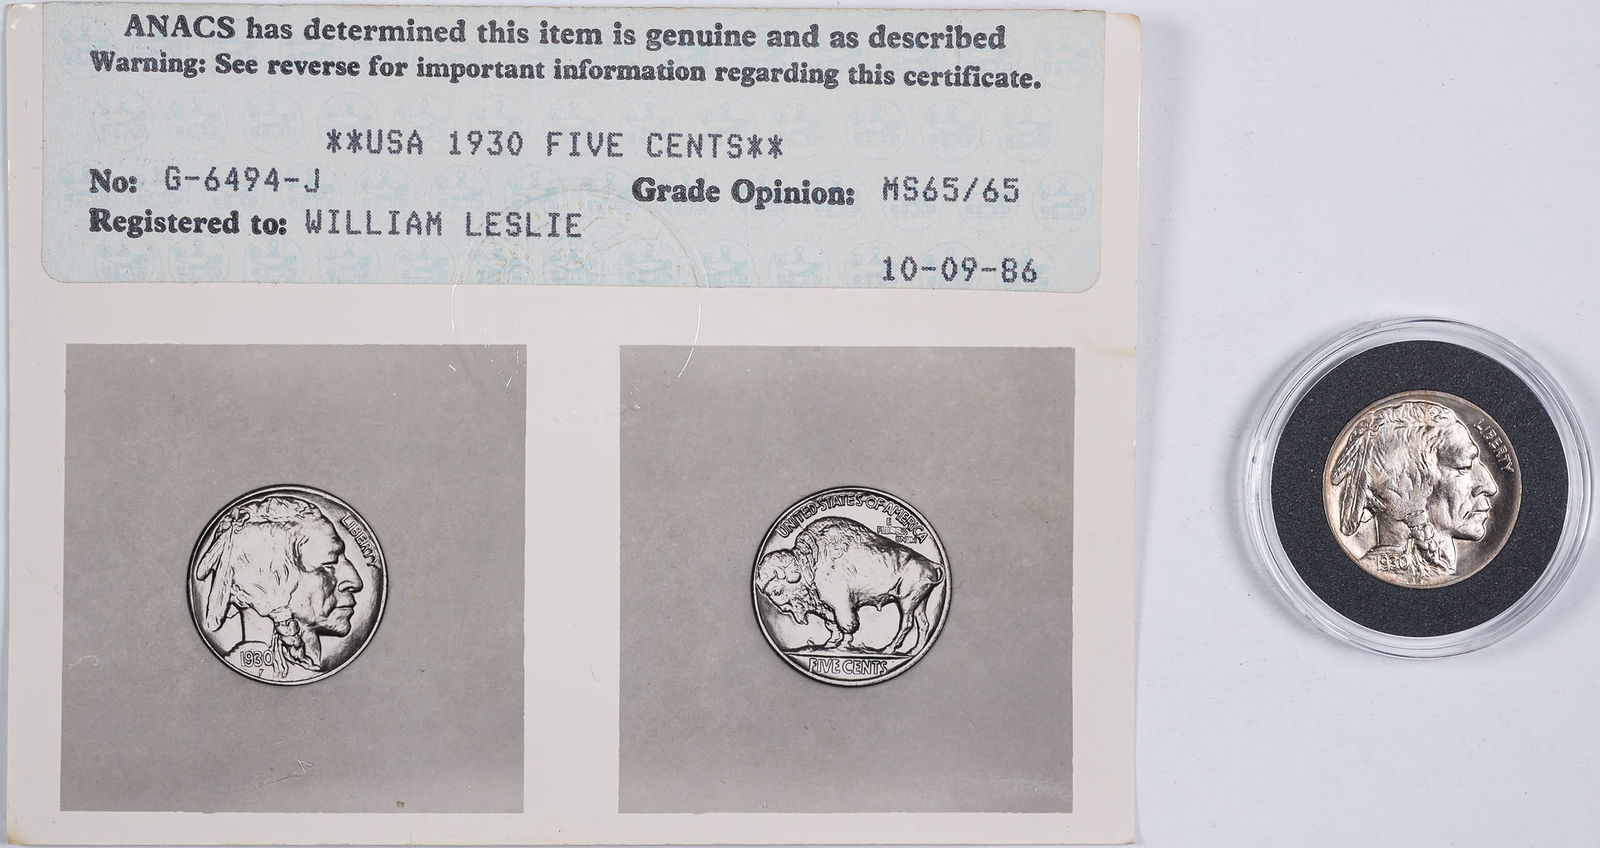 ANACS has determined this item is genuine and as described
Warning: See reverse for important information regarding this certificate.
**USA 1930 FIVE CENTS**
No: G-6494-J
Grade Opinion: MS65/65
Registered to: WILLIAM LESLIE
10-09-86
LIBERTY
1930
UNITED STATES OF AMERICA
FIVE CENTS
LIBERTY
1930